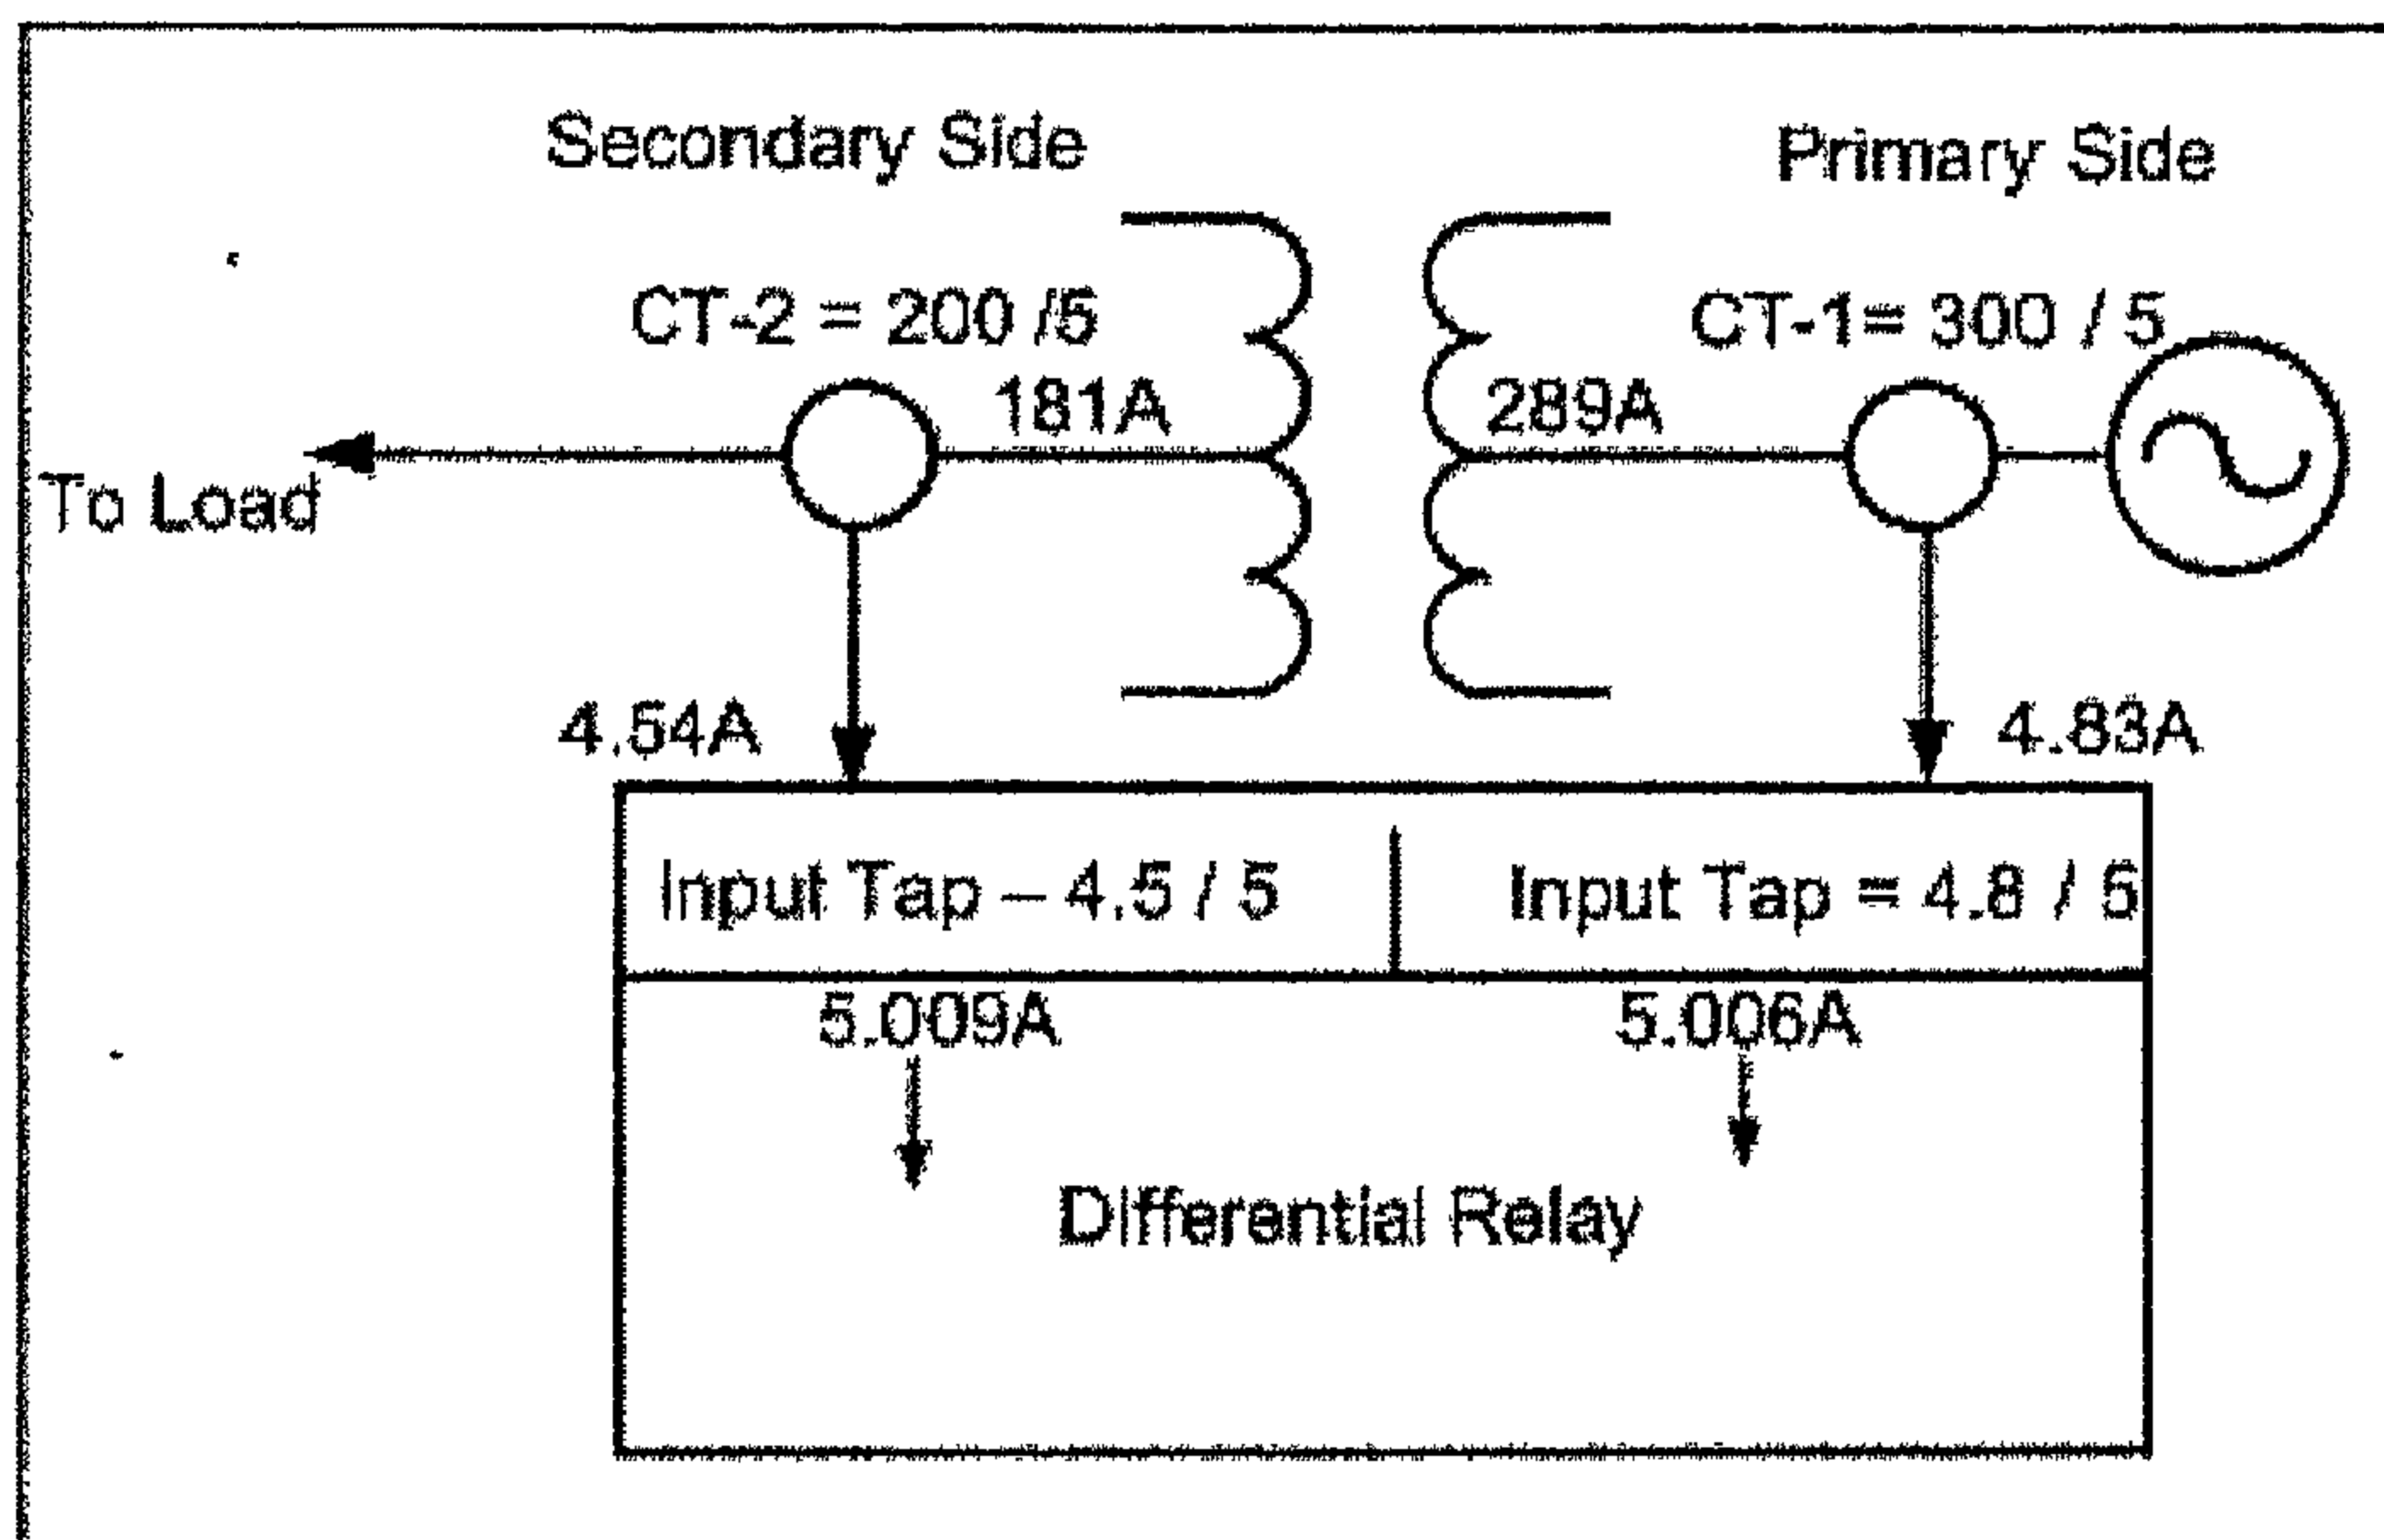 Secondary Side
Primary Side
CT-2 = 200 /5
CT-1= 300 / 5
181A
289A
To Load
4.54A
4.83A
Input Tap – 4.5 / 5
Input Tap = 4.8 / 5
5.009A
5.006A
Differential Relay